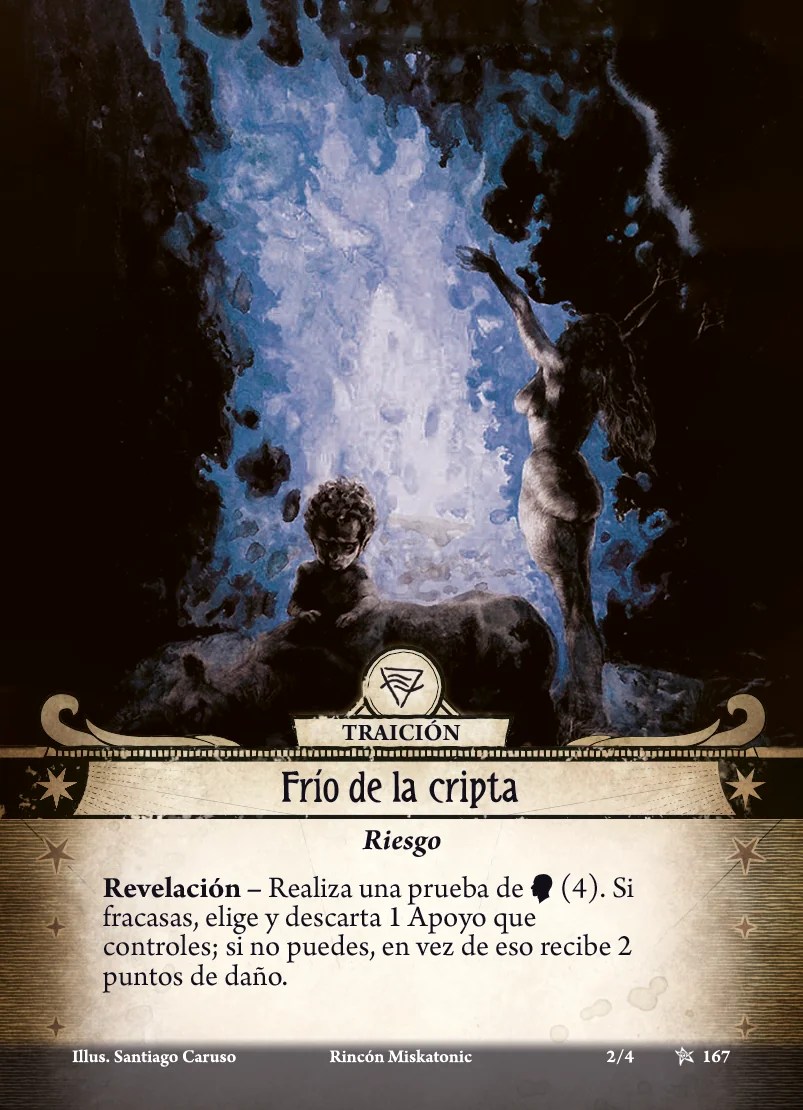 TRAICIÓN
Frío de la cripta
Riesgo
Revelación – Realiza una prueba de (4). Si
fracasas, elige y descarta 1 Apoyo que
controles; si no puedes, en vez de eso recibe 2
puntos de daño.
Illus. Santiago Caruso Rincón Miskatonic 2/4 167